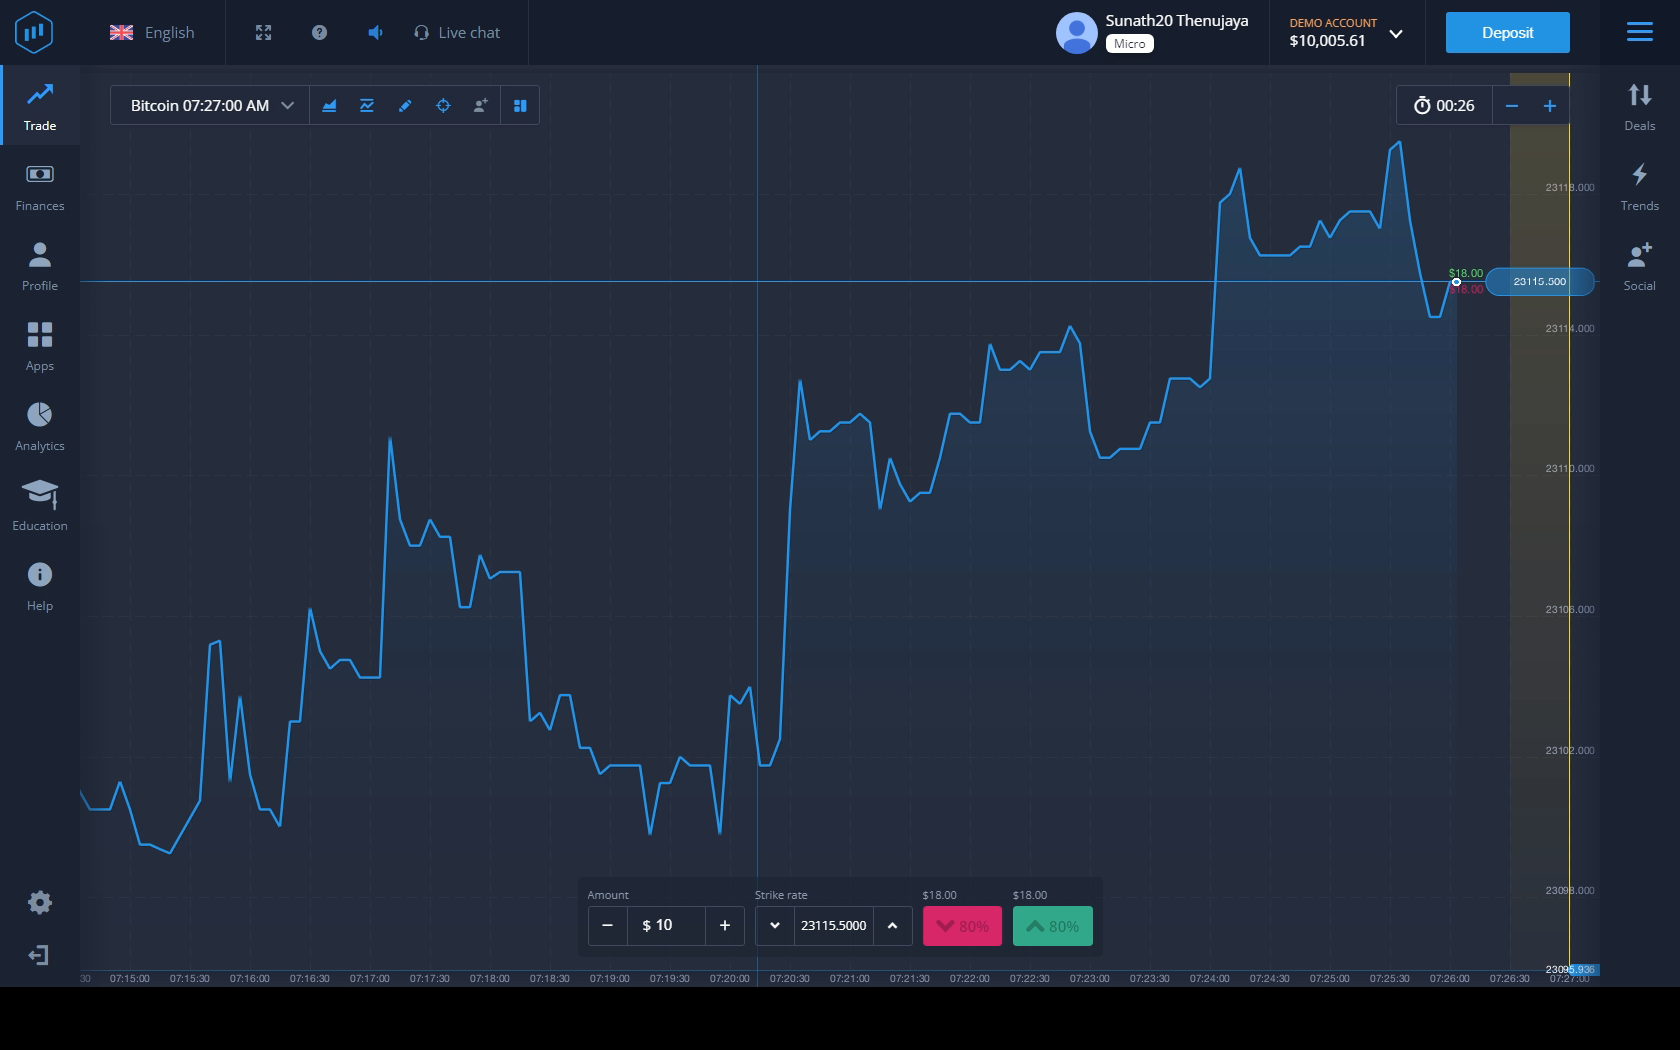 English
Live chat
Sunath20 Thenujaya
Micro
DEMO ACCOUNT
$10,005.61
Deposit
Trade
Finances
Profile
Apps
Analytics
Education
Help
Bitcoin 07:27:00 AM
00:26
Deals
Trends
Social
23118.000
$18.00
23115.500
$18.00
23114.000
23110.000
23106.000
23102.000
23098.000
23095.936
Amount
Strike rate
$18.00
$18.00
$ 10
23115.5000
80%
80%
30
07:15:00
07:15:30
07:16:00
07:16:30
07:17:00
07:17:30
07:18:00
07:18:30
07:19:00
07:19:30
07:20:00
07:20:30
07:21:00
07:21:30
07:22:00
07:22:30
07:23:00
07:23:30
07:24:00
07:24:30
07:25:00
07:25:30
07:26:00
07:26:30
07:27:00